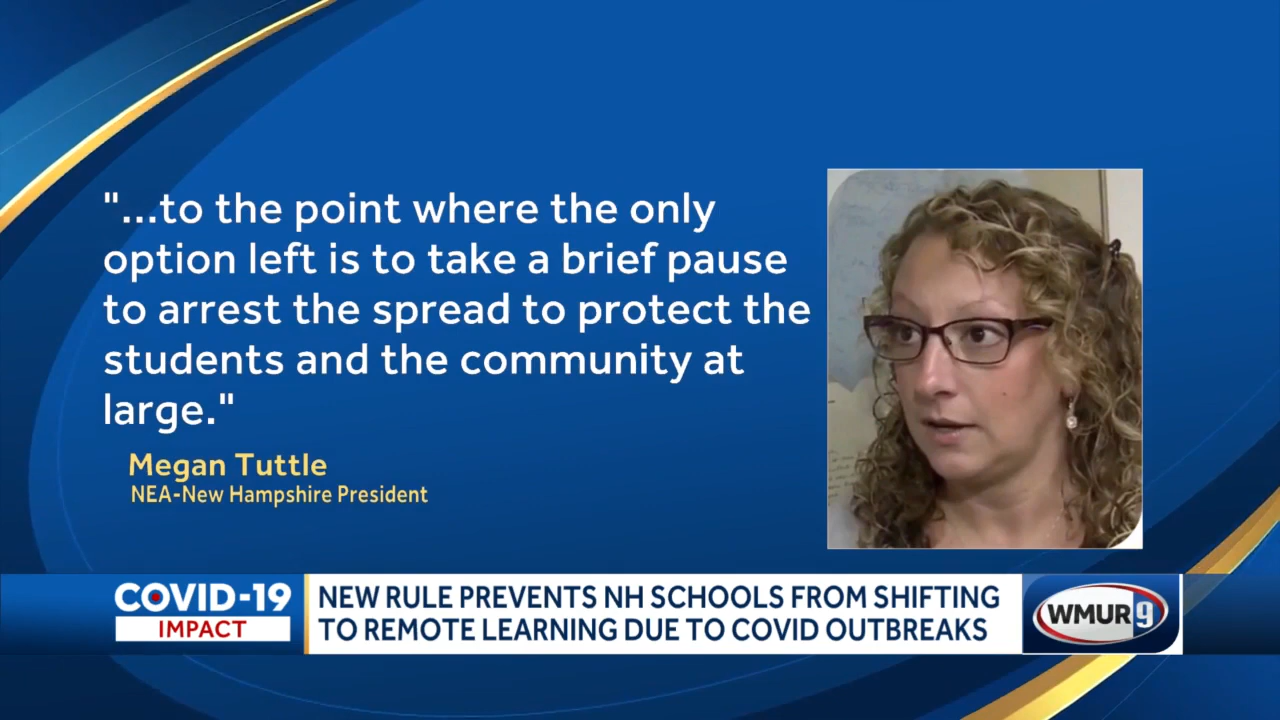 "...to the point where the only
option left is to take a brief pause
to arrest the spread to protect the
students and the community at
large."
Megan Tuttle
NEA-New Hampshire President
COVID-19
IMPACT
NEW RULE PREVENTS NH SCHOOLS FROM SHIFTING
TO REMOTE LEARNING DUE TO COVID OUTBREAKS
WMUR 9